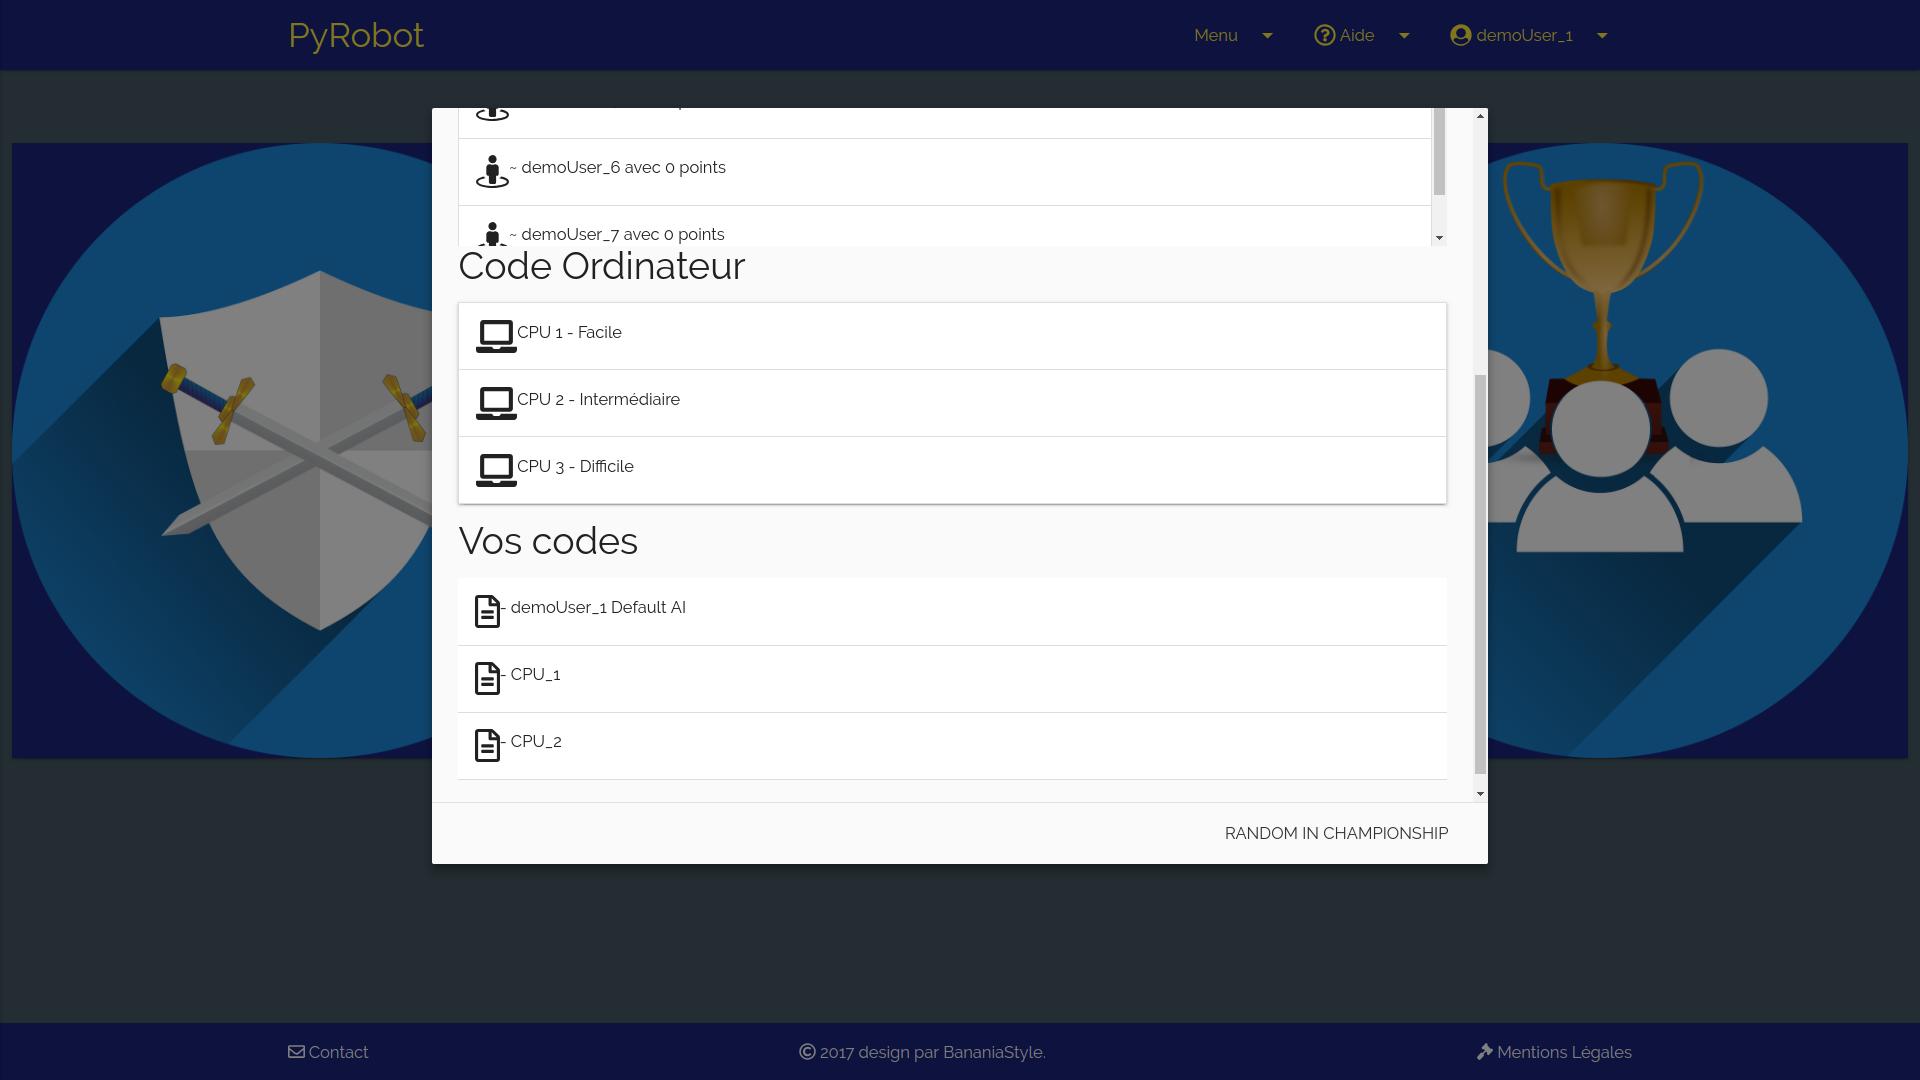 PyRobot
Menu
Aide
demoUser_1
~ demoUser_6 avec 0 points
~ demoUser_7 avec 0 points
Code Ordinateur
CPU 1 - Facile
CPU 2 - Intermédiaire
CPU 3 - Difficile
Vos codes
- demoUser_1 Default AI
- CPU_1
- CPU_2
RANDOM IN CHAMPIONSHIP
Contact
© 2017 design par BananiaStyle.
Mentions Légales